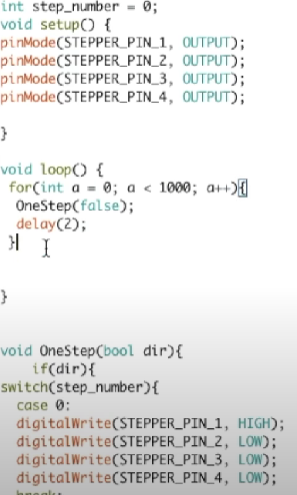 int step_number = 0;
void setup() {
pinMode(STEPPER_PIN_1, OUTPUT);
pinMode(STEPPER_PIN_2, OUTPUT);
pinMode(STEPPER_PIN_3, OUTPUT);
pinMode(STEPPER_PIN_4, OUTPUT);
}
void loop() {
for(int a = 0; a < 1000; a++){
OneStep(false);
delay(2);
}
}
void OneStep(bool dir){
if(dir){
switch(step_number){
case 0:
digitalWrite(STEPPER_PIN_1, HIGH);
digitalWrite(STEPPER_PIN_2, LOW);
digitalWrite(STEPPER_PIN_3, LOW);
digitalWrite(STEPPER_PIN_4, LOW);